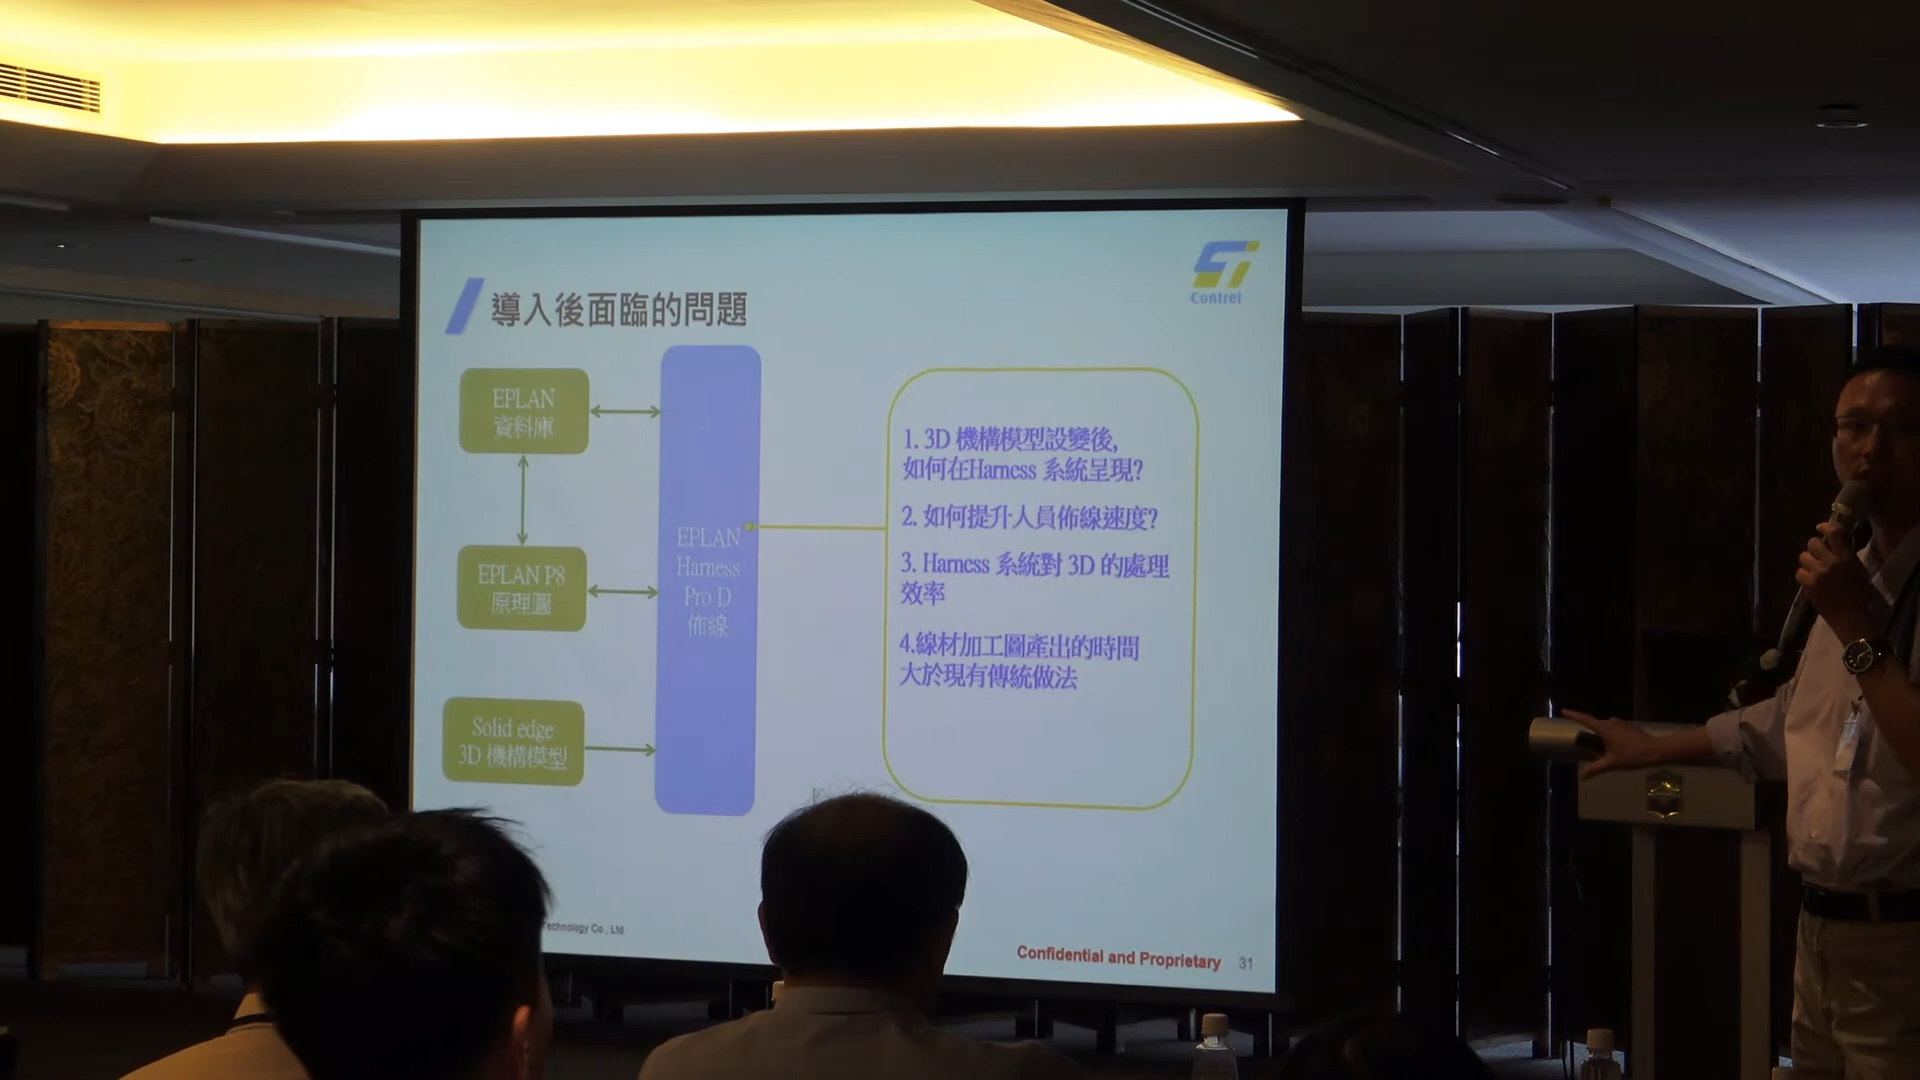 Contrel
導入後面臨的問題
EPLAN
資料庫
EPLAN P8
原理圖
Solid edge
3D 機構模型
EPLAN
Harness
Pro D
佈線
1. 3D 機構模型設變後,
如何在Harness 系統呈現?
2. 如何提升人員佈線速度?
3. Harness 系統對 3D 的處理
效率
4.線材加工圖產出的時間
大於現有傳統做法
Technology Co., Ltd
Confidential and Proprietary 31